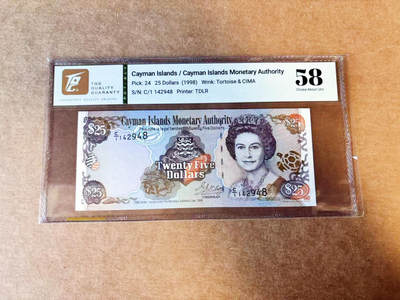 THE
QUALITY
GUARANTY
Cayman Islands / Cayman Islands Monetary Authority
Pick: 24 25 Dollars (1998) Wmk: Tortoise & CIMA
S/N: C/1 142948 Printer: TDLR
58
Choice About Unc
Cayman Islands Monetary Authority
$25
$25
C/1 142948
Twenty Five
Dollars
C/1 142948
$25
$25